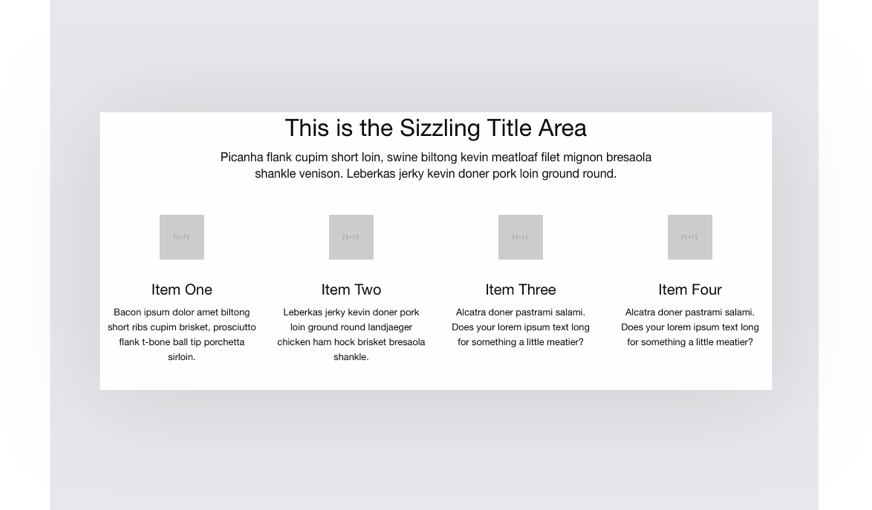 This is the Sizzling Title Area
Picanha flank cupim short loin, swine biltong kevin meatloaf filet mignon bresaola
shankle venison. Leberkas jerky kevin doner pork loin ground round.
75×75
75×75
75×75
75×75
Item One
Bacon ipsum dolor amet biltong
short ribs cupim brisket, prosciutto
flank t-bone ball tip porchetta
sirloin.
Item Two
Leberkas jerky kevin doner pork
loin ground round landjaeger
chicken ham hock brisket bresaola
shankle.
Item Three
Alcatra doner pastrami salami.
Does your lorem ipsum text long
for something a little meatier?
Item Four
Alcatra doner pastrami salami.
Does your lorem ipsum text long
for something a little meatier?